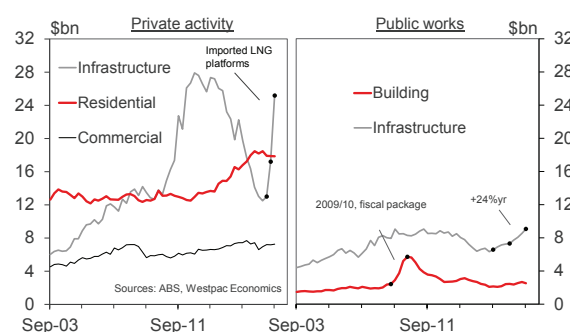 Private activity
Public works
$bn
$bn
32
28
24
20
16
12
8
4
0
Infrastructure
Residential
Commercial
Imported LNG
platforms
Sources: ABS, Westpac Economics
Sep-03
Sep-11
Building
Infrastructure
2009/10, fiscal package
+24%yr
32
28
24
20
16
12
8
4
0
Sep-03
Sep-11